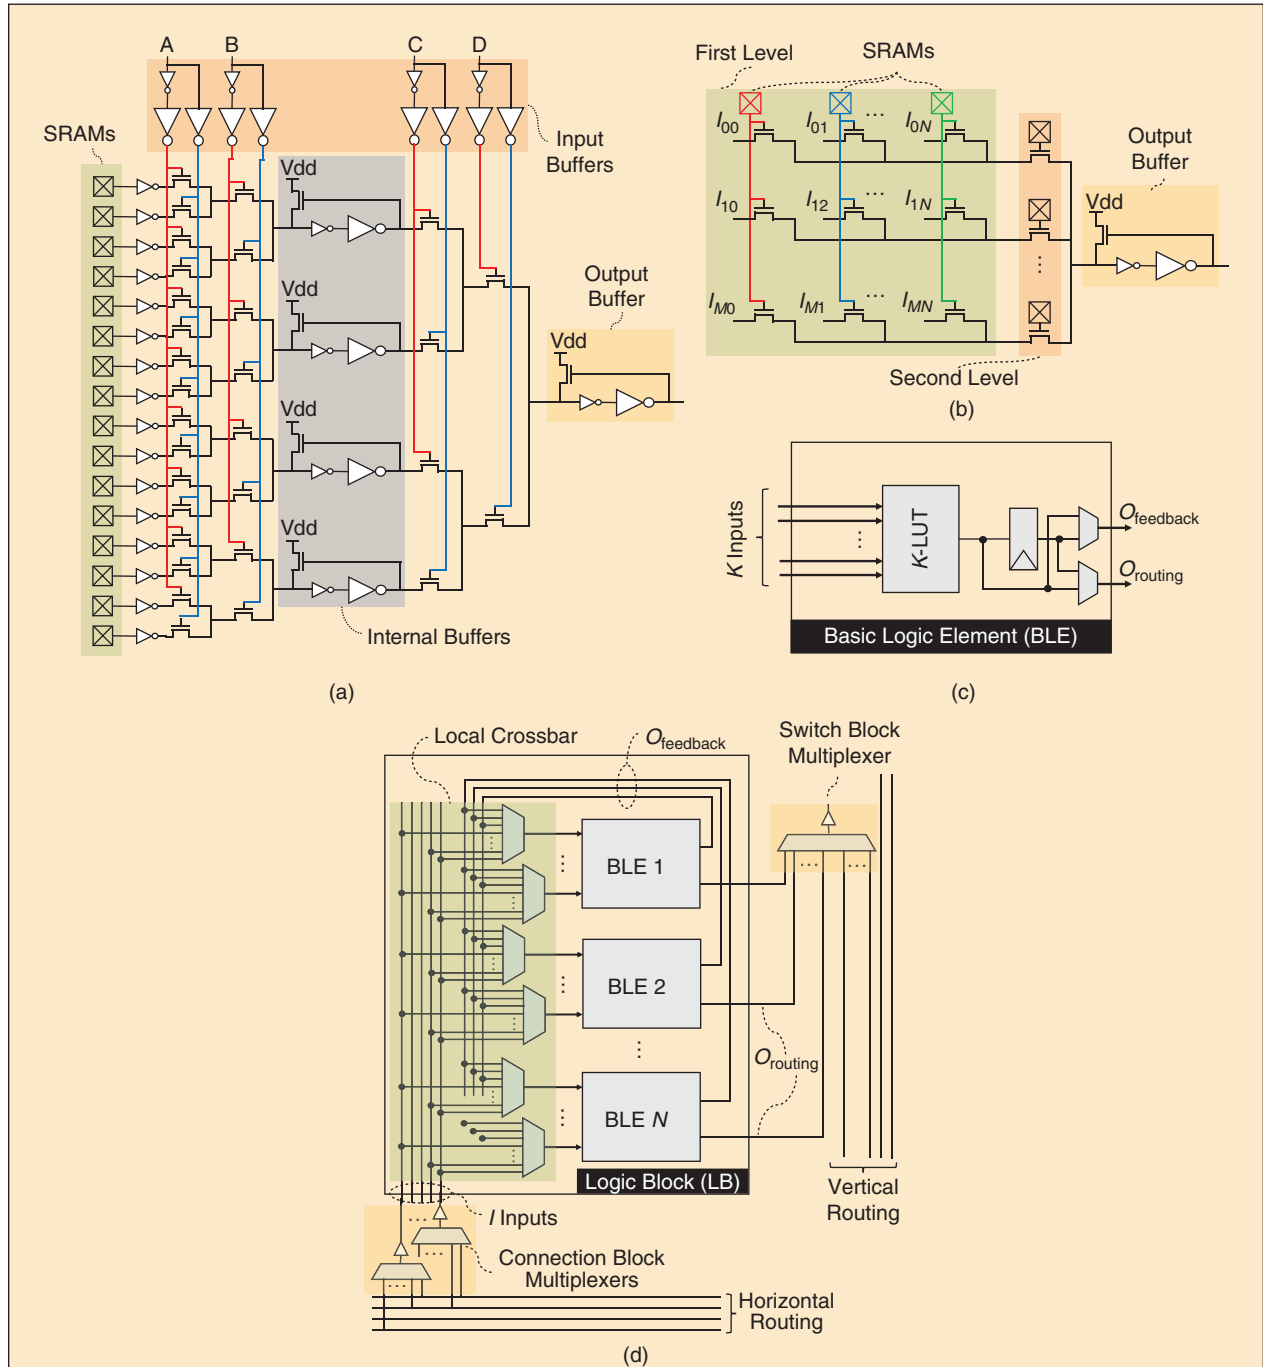 A B C D
SRAMs
Input
Buffers
Vdd
Vdd
Vdd
Vdd
Internal Buffers
Output
Buffer
Vdd
(a)
First Level
SRAMs
I00 I01 ... I0N
I10 I12 ... I1N
IM0 IM1 ... IMN
Second Level
Output
Buffer
Vdd
(b)
K Inputs
K-LUT
Ofeedback
Orouting
Basic Logic Element (BLE)
(c)
Local Crossbar
Ofeedback
Switch Block
Multiplexer
BLE 1
BLE 2
BLE N
Orouting
Logic Block (LB)
I Inputs
Connection Block
Multiplexers
Vertical
Routing
Horizontal
Routing
(d)